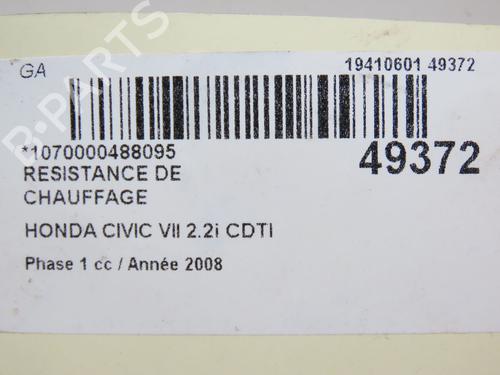 GA
19410601 49372
*1070000488095
49372
RESISTANCE DE
CHAUFFAGE
HONDA CIVIC VII 2.2i CDTI
Phase 1 cc / Année 2008
B-PARTS